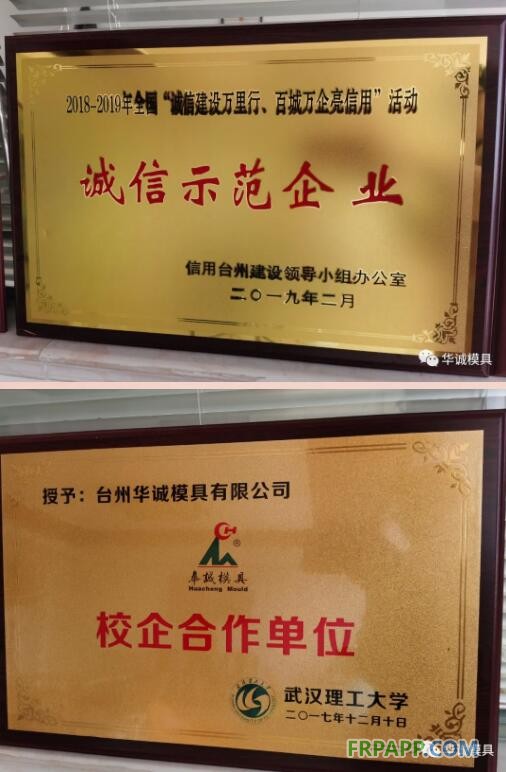 2018-2019年全国“诚信建设万里行、百城万企亮信用”活动
诚信示范企业
信用台州建设领导小组办公室
二〇一九年二月
华诚模具
授予：台州华诚模具有限公司
CH
®
华誠模具
Huacheng Mould
校企合作单位
武汉理工大学
二〇一七年十二月十日
华诚模具
FRPAPP.COM